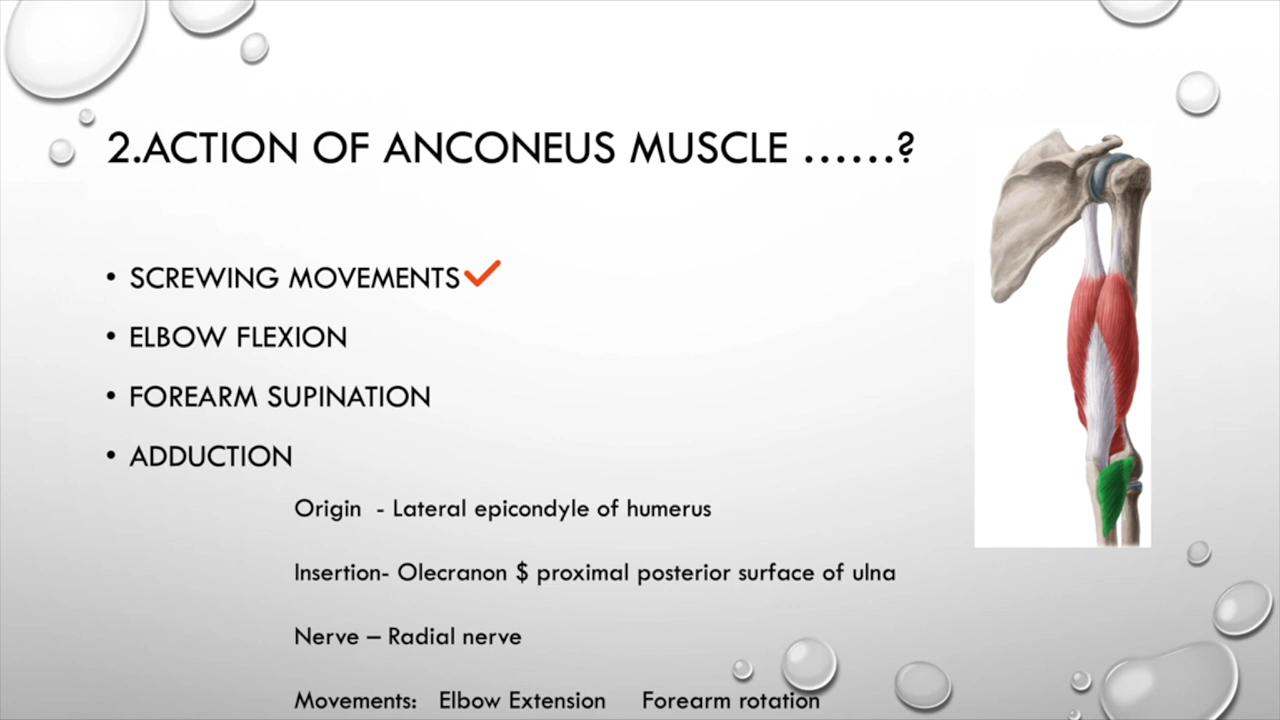 2.ACTION OF ANCONEUS MUSCLE ......?
• SCREWING MOVEMENTS
• ELBOW FLEXION
• FOREARM SUPINATION
• ADDUCTION
Origin - Lateral epicondyle of humerus
Insertion- Olecranon $ proximal posterior surface of ulna
Nerve – Radial nerve
Movements: Elbow Extension Forearm rotation